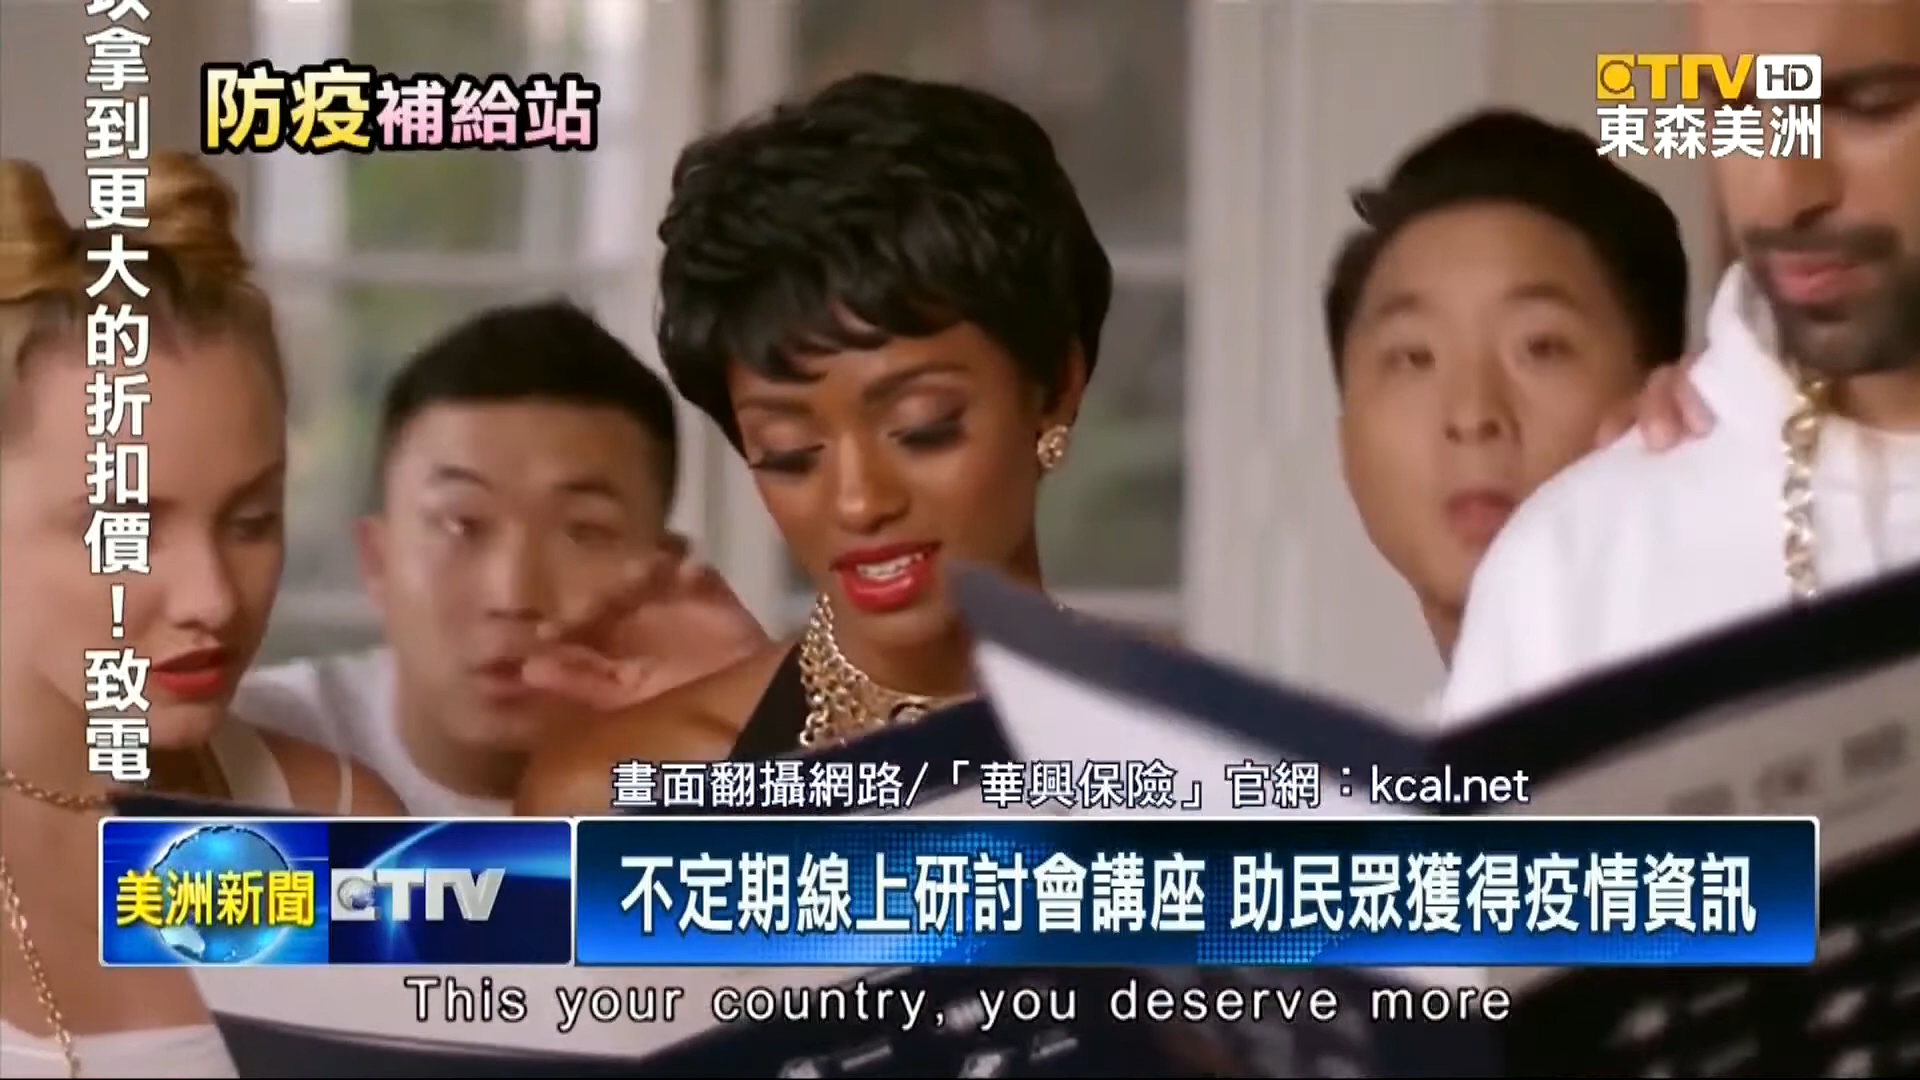 拿到更大的折扣價！致電
防疫補給站
ETTV HD
東森美洲
畫面翻攝網路/「華興保險」官網：kcal.net
美洲新聞 ETTV
不定期線上研討會講座 助民眾獲得疫情資訊
This your country, you deserve more